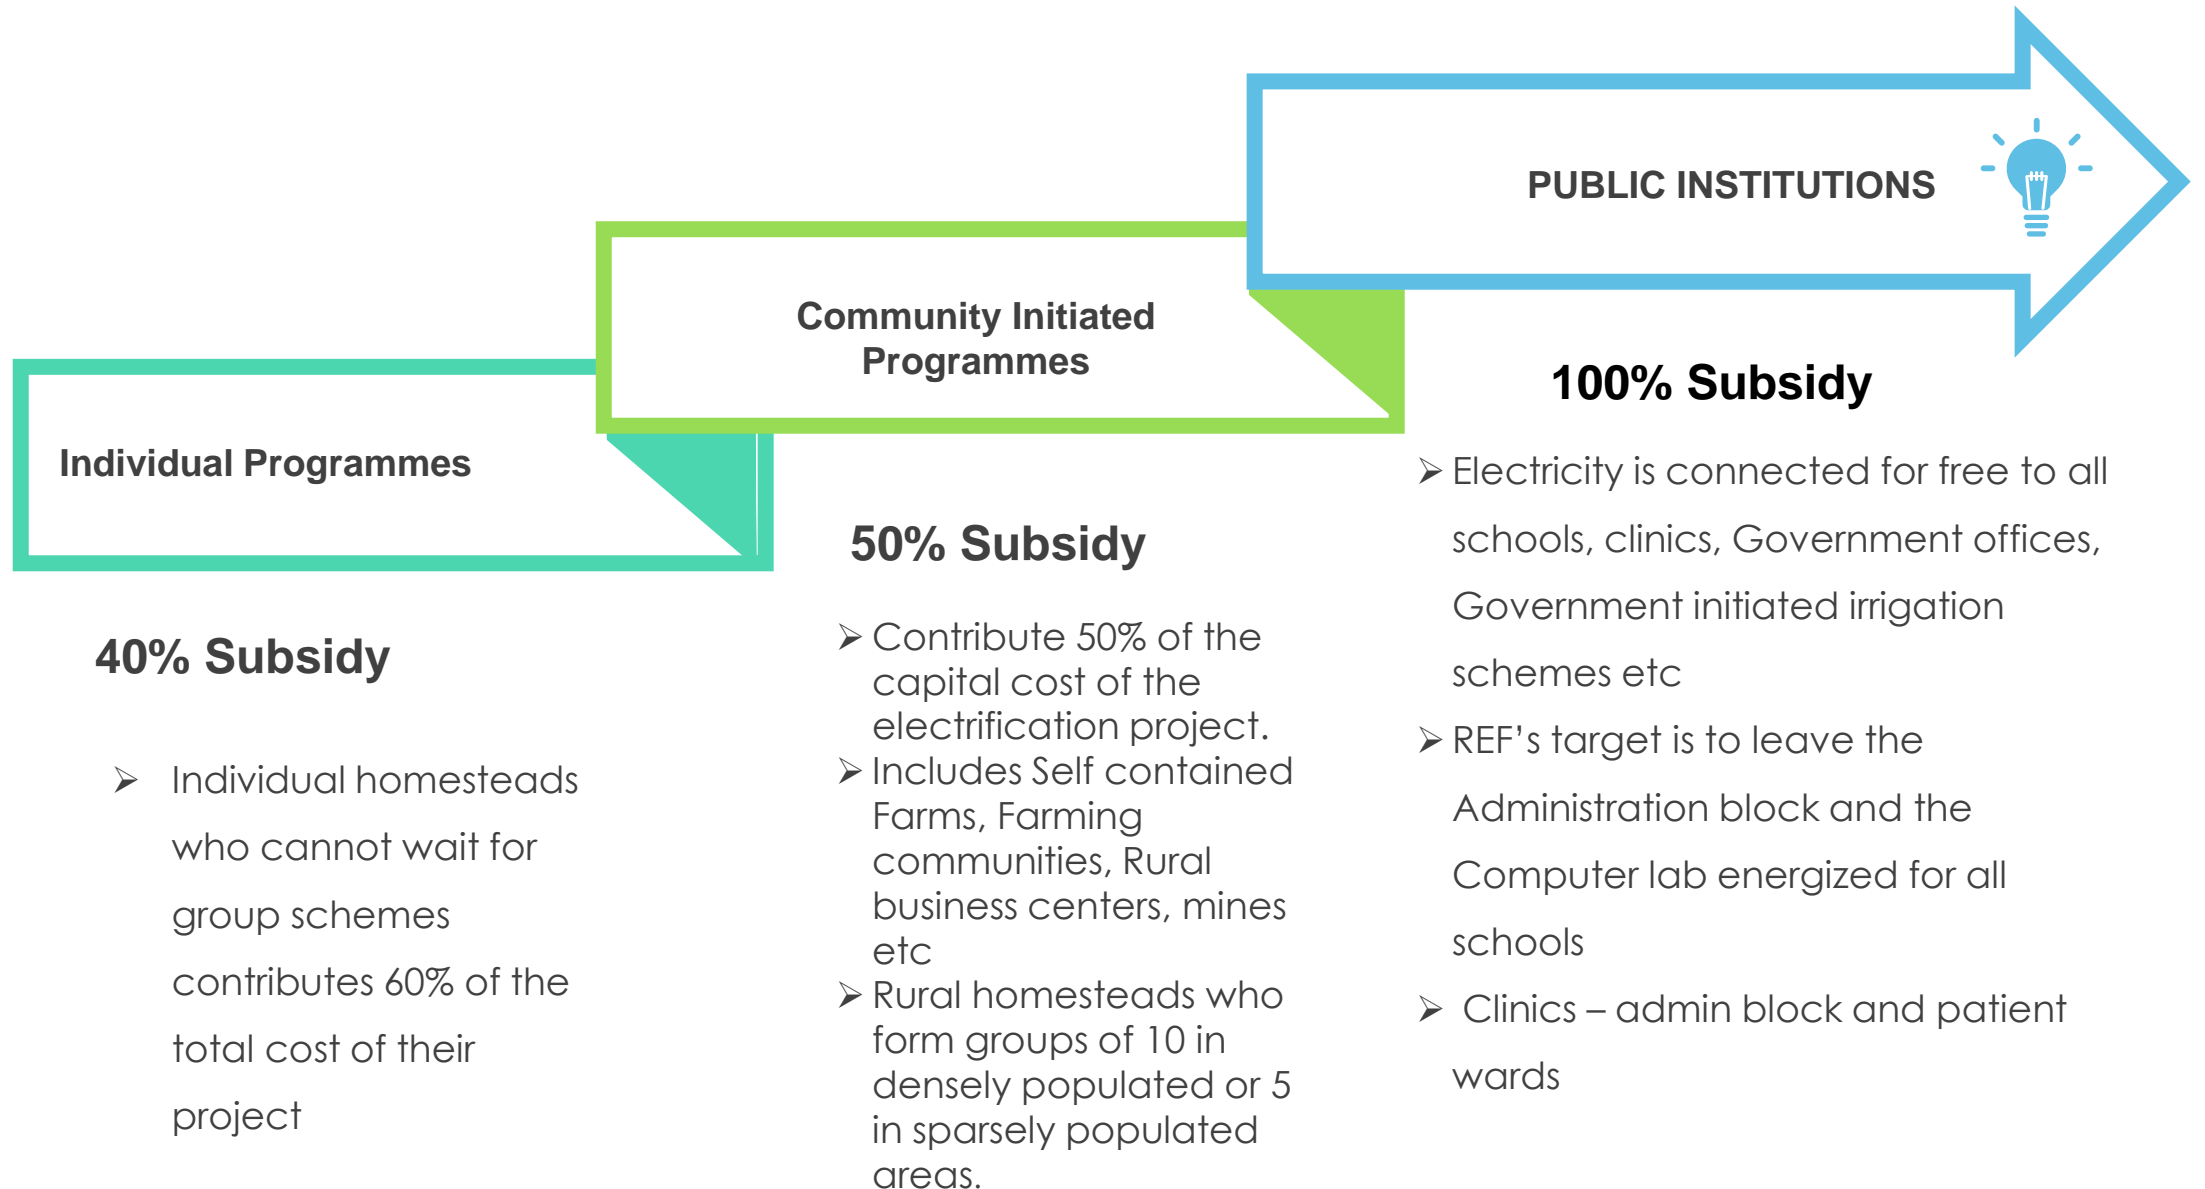 Individual Programmes
40% Subsidy
➢ Individual homesteads
who cannot wait for
group schemes
contributes 60% of the
total cost of their
project
Community Initiated
Programmes
50% Subsidy
➢ Contribute 50% of the
capital cost of the
electrification project.
➢ Includes Self contained
Farms, Farming
communities, Rural
business centers, mines
etc
➢ Rural homesteads who
form groups of 10 in
densely populated or 5
in sparsely populated
areas.
PUBLIC INSTITUTIONS
100% Subsidy
➢ Electricity is connected for free to all
schools, clinics, Government offices,
Government initiated irrigation
schemes etc
➢ REF’s target is to leave the
Administration block and the
Computer lab energized for all
schools
➢ Clinics – admin block and patient
wards